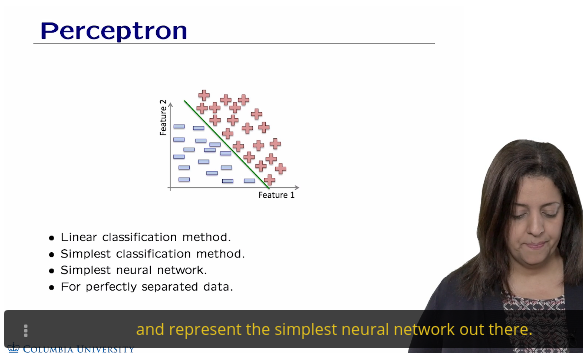 Perceptron
Feature 2
Feature 1
• Linear classification method.
• Simplest classification method.
• Simplest neural network.
• For perfectly separated data.
and represent the simplest neural network out there.
COLUMBIA UNIVERSITY